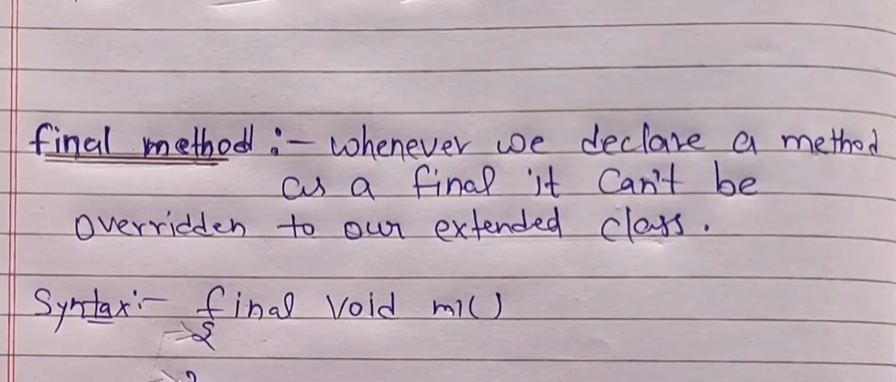 final method :- Whenever we declare a method
as a final it can't be
overridden to our extended class.
Syntax:- final void m1()
{